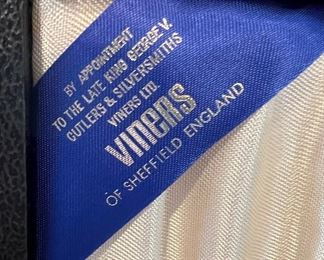 BY APPOINTMENT
TO THE LATE KING GEORGE V.
CUTLERS & SILVERSMITHS
VINERS LTD.
VINERS
OF SHEFFIELD ENGLAND